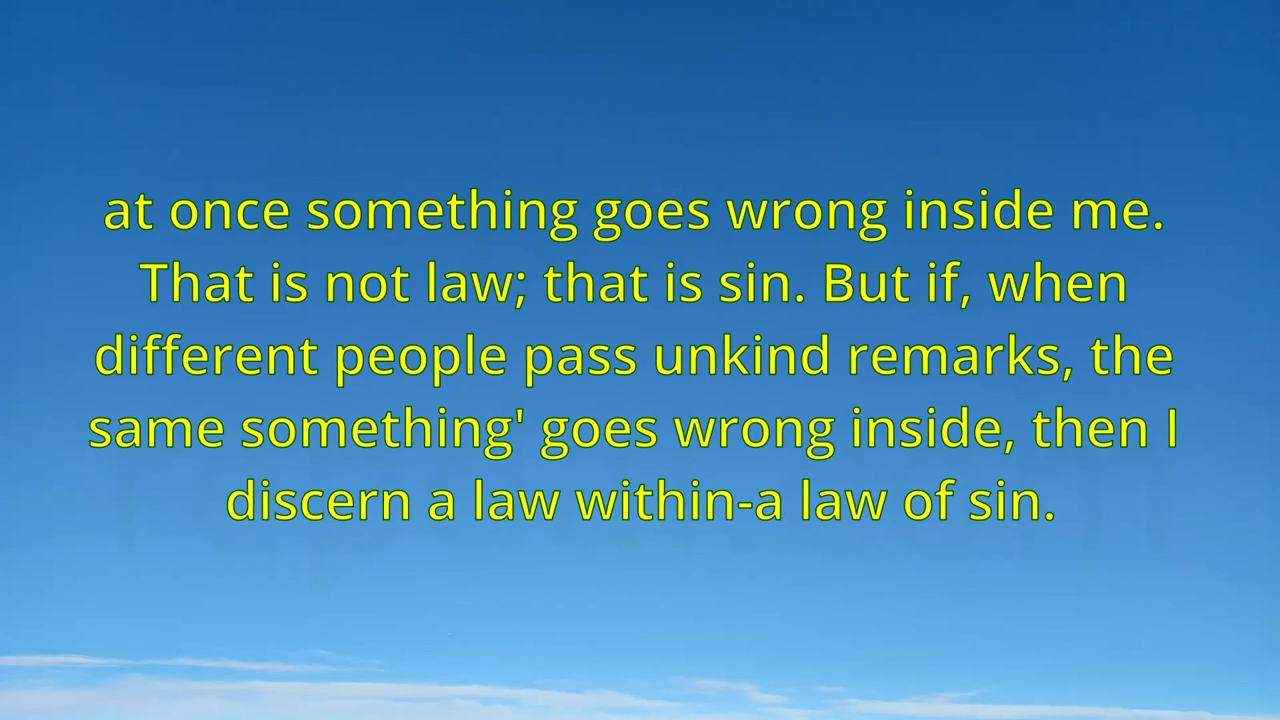 at once something goes wrong inside me.
That is not law; that is sin. But if, when
different people pass unkind remarks, the
same something' goes wrong inside, then I
discern a law within-a law of sin.